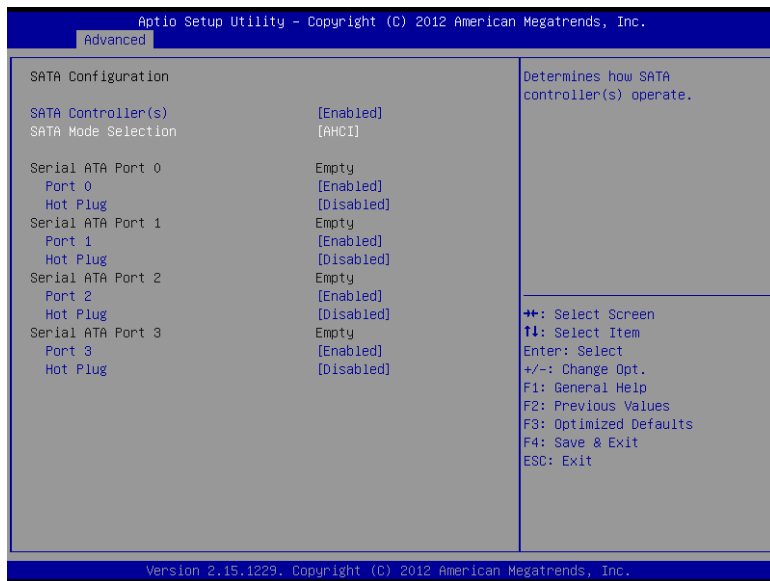 Aptio Setup Utility – Copyright (C) 2012 American Megatrends, Inc.
Advanced
SATA Configuration
SATA Controller(s) [Enabled]
SATA Mode Selection [AHCI]
Serial ATA Port 0 Empty
Port 0 [Enabled]
Hot Plug [Disabled]
Serial ATA Port 1 Empty
Port 1 [Enabled]
Hot Plug [Disabled]
Serial ATA Port 2 Empty
Port 2 [Enabled]
Hot Plug [Disabled]
Serial ATA Port 3 Empty
Port 3 [Enabled]
Hot Plug [Disabled]
Determines how SATA
controller(s) operate.
→←: Select Screen
↑↓: Select Item
Enter: Select
+/-: Change Opt.
F1: General Help
F2: Previous Values
F3: Optimized Defaults
F4: Save & Exit
ESC: Exit
Version 2.15.1229. Copyright (C) 2012 American Megatrends, Inc.